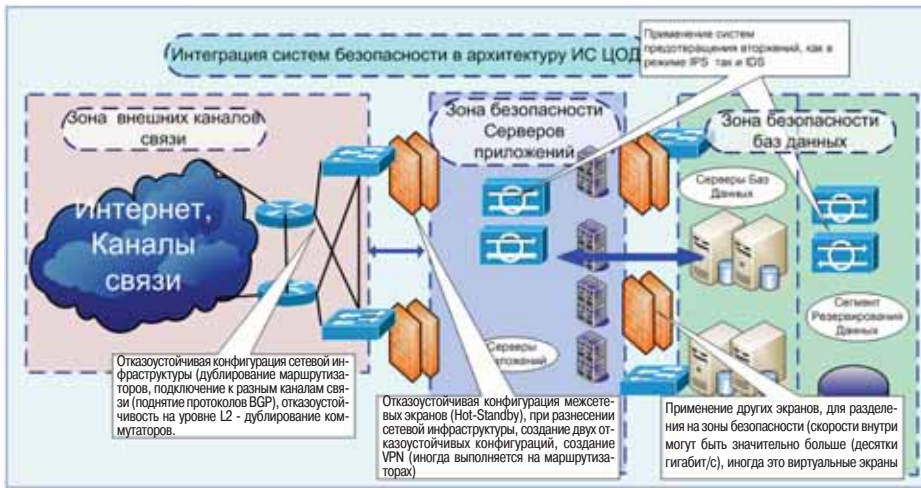 Интеграция систем безопасности в архитектуру ИС ЦОД
Применение систем
предотвращения вторжений, как в
режиме IPS так и IDS
Зона внешних каналов
связи
Зона безопасности
Серверов
приложений
Зона безопасности
баз данных
Интернет,
Каналы
связи
Серверы Баз
Данных
Сегмент
Резервирования
Данных
Серверы
Отказоустойчивая конфигурация сетевой ин-
фраструктуры (дублирование маршрутиза-
торов, подключение к разным каналам свя-
зи (поднятие протоколов BGP), отказоустой-
чивость на уровне L2 - дублирование ком-
мутаторов.
Отказоустойчивая конфигурация межсете-
вых экранов (Hot-Standby), при разнесении
сетевой инфраструктуры, создание двух от-
казоустойчивых конфигураций, создание
VPN (иногда выполняется на маршрутиза-
торах)
Применение других экранов, для разделе-
ния на зоны безопасности (скорости внутри
могут быть значительно больше (десятки
гигабит/с), иногда это виртуальные экраны